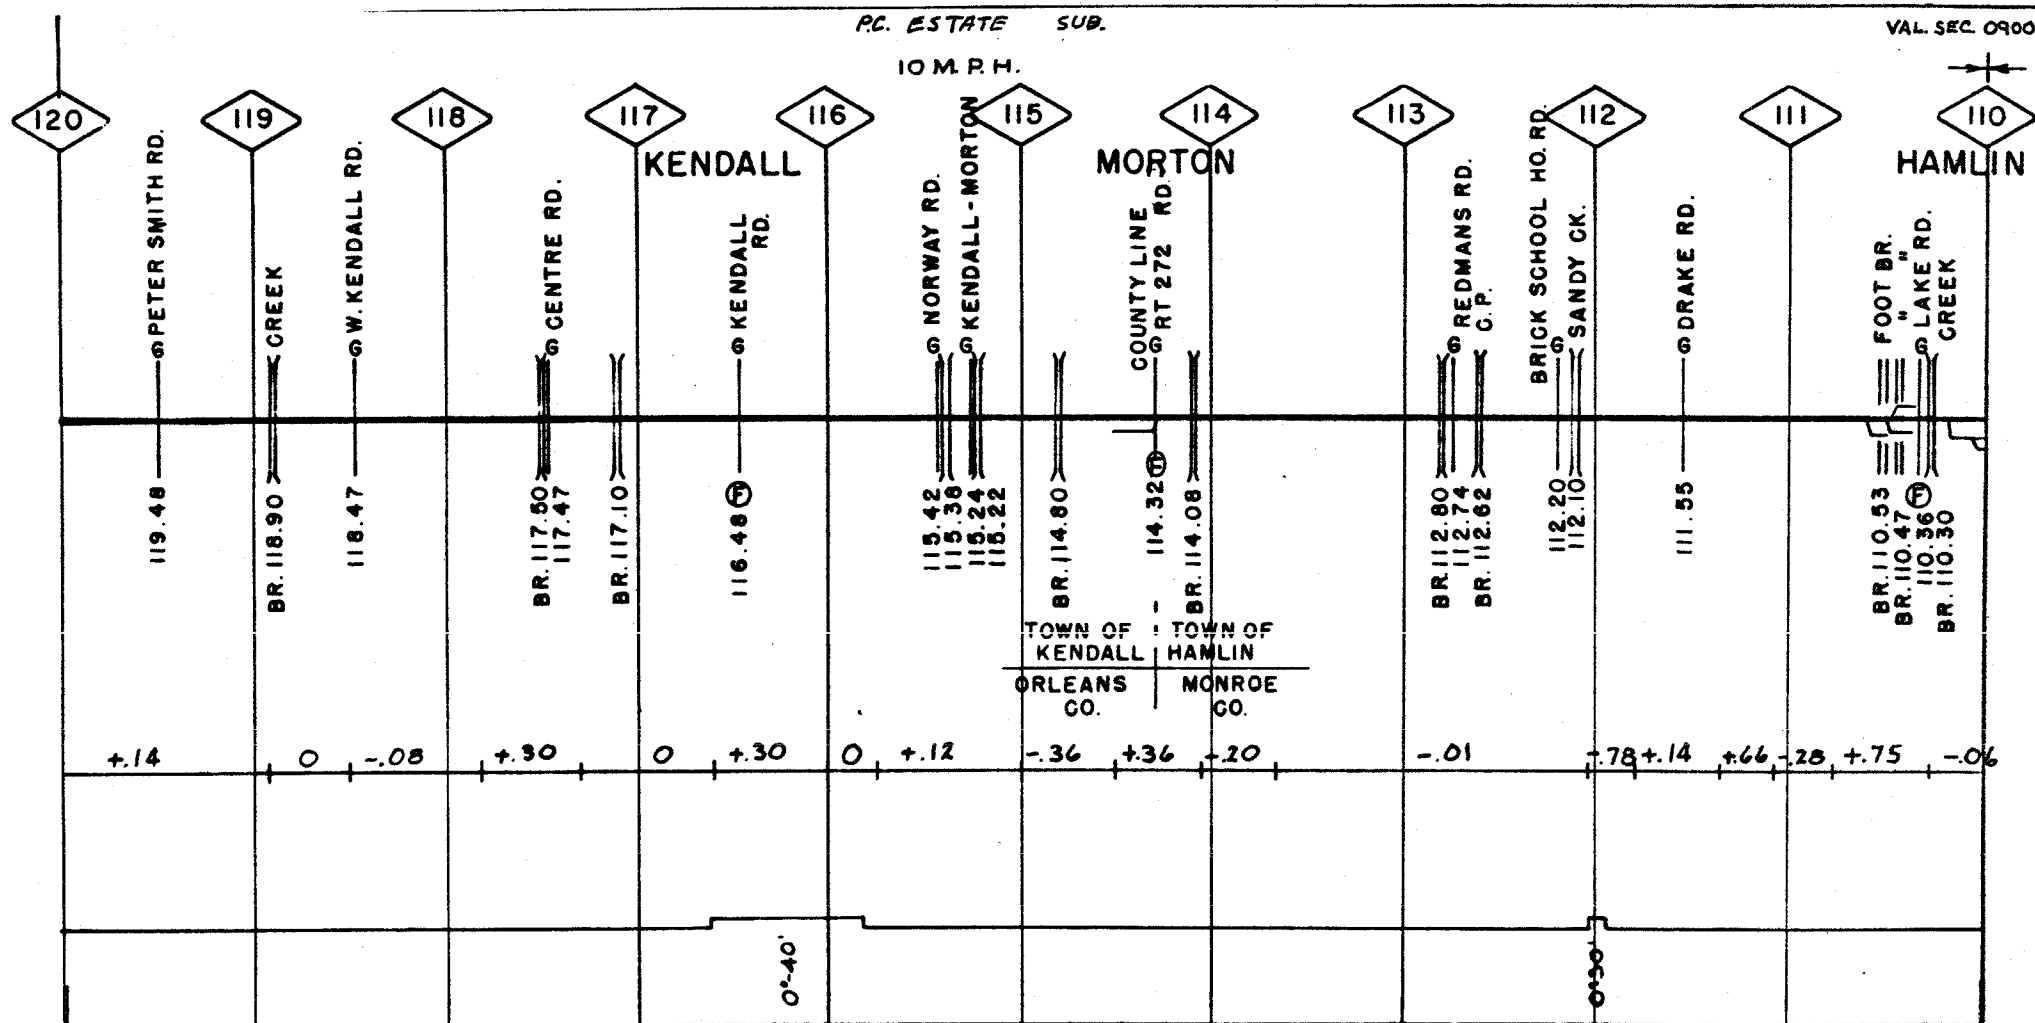 P.C. ESTATE SUB.
VAL. SEC. 0900
10 M.P.H.
120
119
118
117
116
115
114
113
112
111
110
KENDALL
MORTON
HAMLIN
G PETER SMITH RD.
CREEK
G W. KENDALL RD.
G CENTRE RD.
G KENDALL
RD.
G NORWAY RD.
G KENDALL-MORTON
COUNTY LINE
G RT 272 RD.
G REDMANS RD.
C.P.
BRICK SCHOOL HO. RD.
G
SANDY CK.
G DRAKE RD.
FOOT BR.
" "
G LAKE RD.
CREEK
119.48
BR. 118.90
118.47
BR. 117.50
117.47
BR. 117.10
116.48 F
115.42
115.38
115.24
115.22
BR. 114.80
114.32
BR. 114.08
BR. 112.80
112.74
BR. 112.62
112.20
112.10
111.55
BR. 110.53
BR. 110.47
110.36 F
BR. 110.30
TOWN OF
KENDALL
TOWN OF
HAMLIN
ORLEANS
CO.
MONROE
CO.
+.14 0 -.08 +.30 0 +.30 0 +.12 -.36 +.36 +.20 -.01 -.78 +.14 +.66 -.28 +.75 -.06
0°-40'
0°-30'